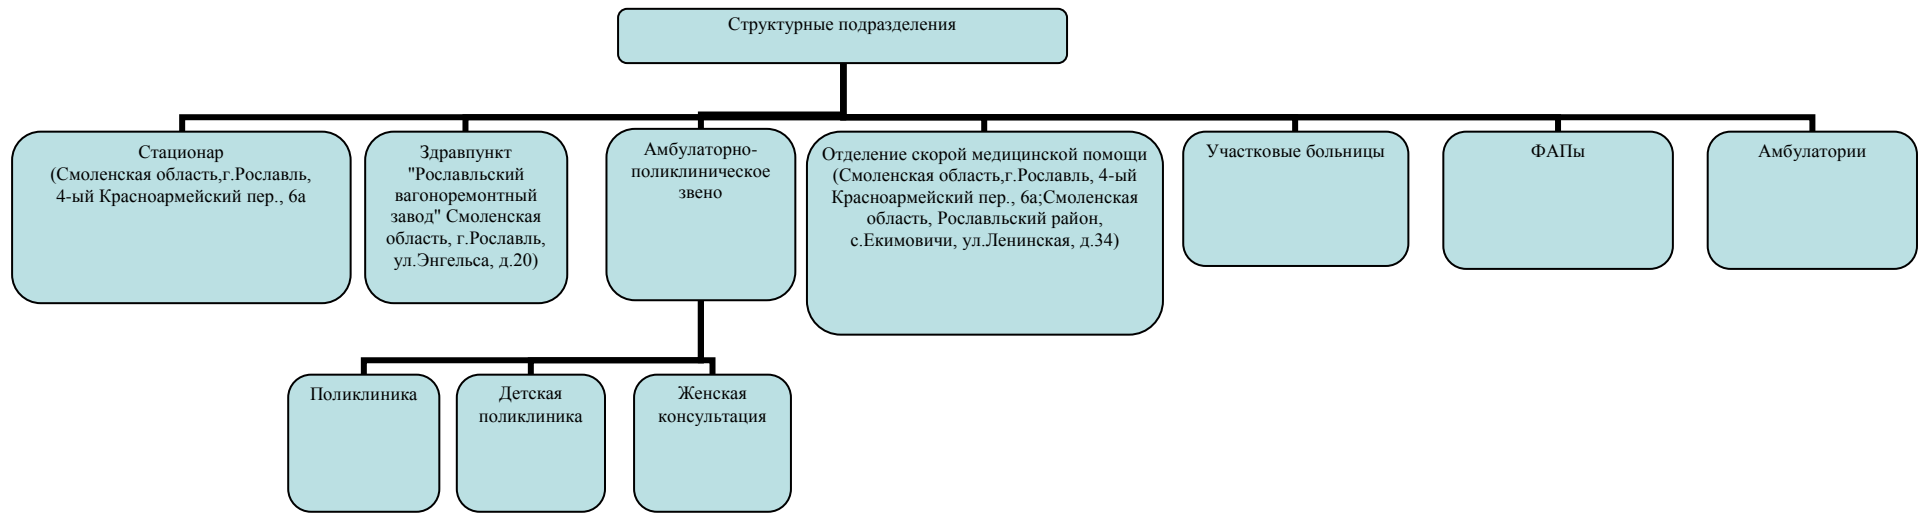 Структурные подразделения
Стационар
(Смоленская область,г.Рославль,
4-ый Красноармейский пер., 6а
Здравпункт
"Рославльский
вагоноремонтный
завод" Смоленская
область, г.Рославль,
ул.Энгельса, д.20)
Амбулаторно-
поликлиническое
звено
Отделение скорой медицинской помощи
(Смоленская область,г.Рославль, 4-ый
Красноармейский пер., 6а;Смоленская
область, Рославльский район,
с.Екимовичи, ул.Ленинская, д.34)
Участковые больницы
ФАПы
Амбулатории
Поликлиника
Детская
поликлиника
Женская
консультация